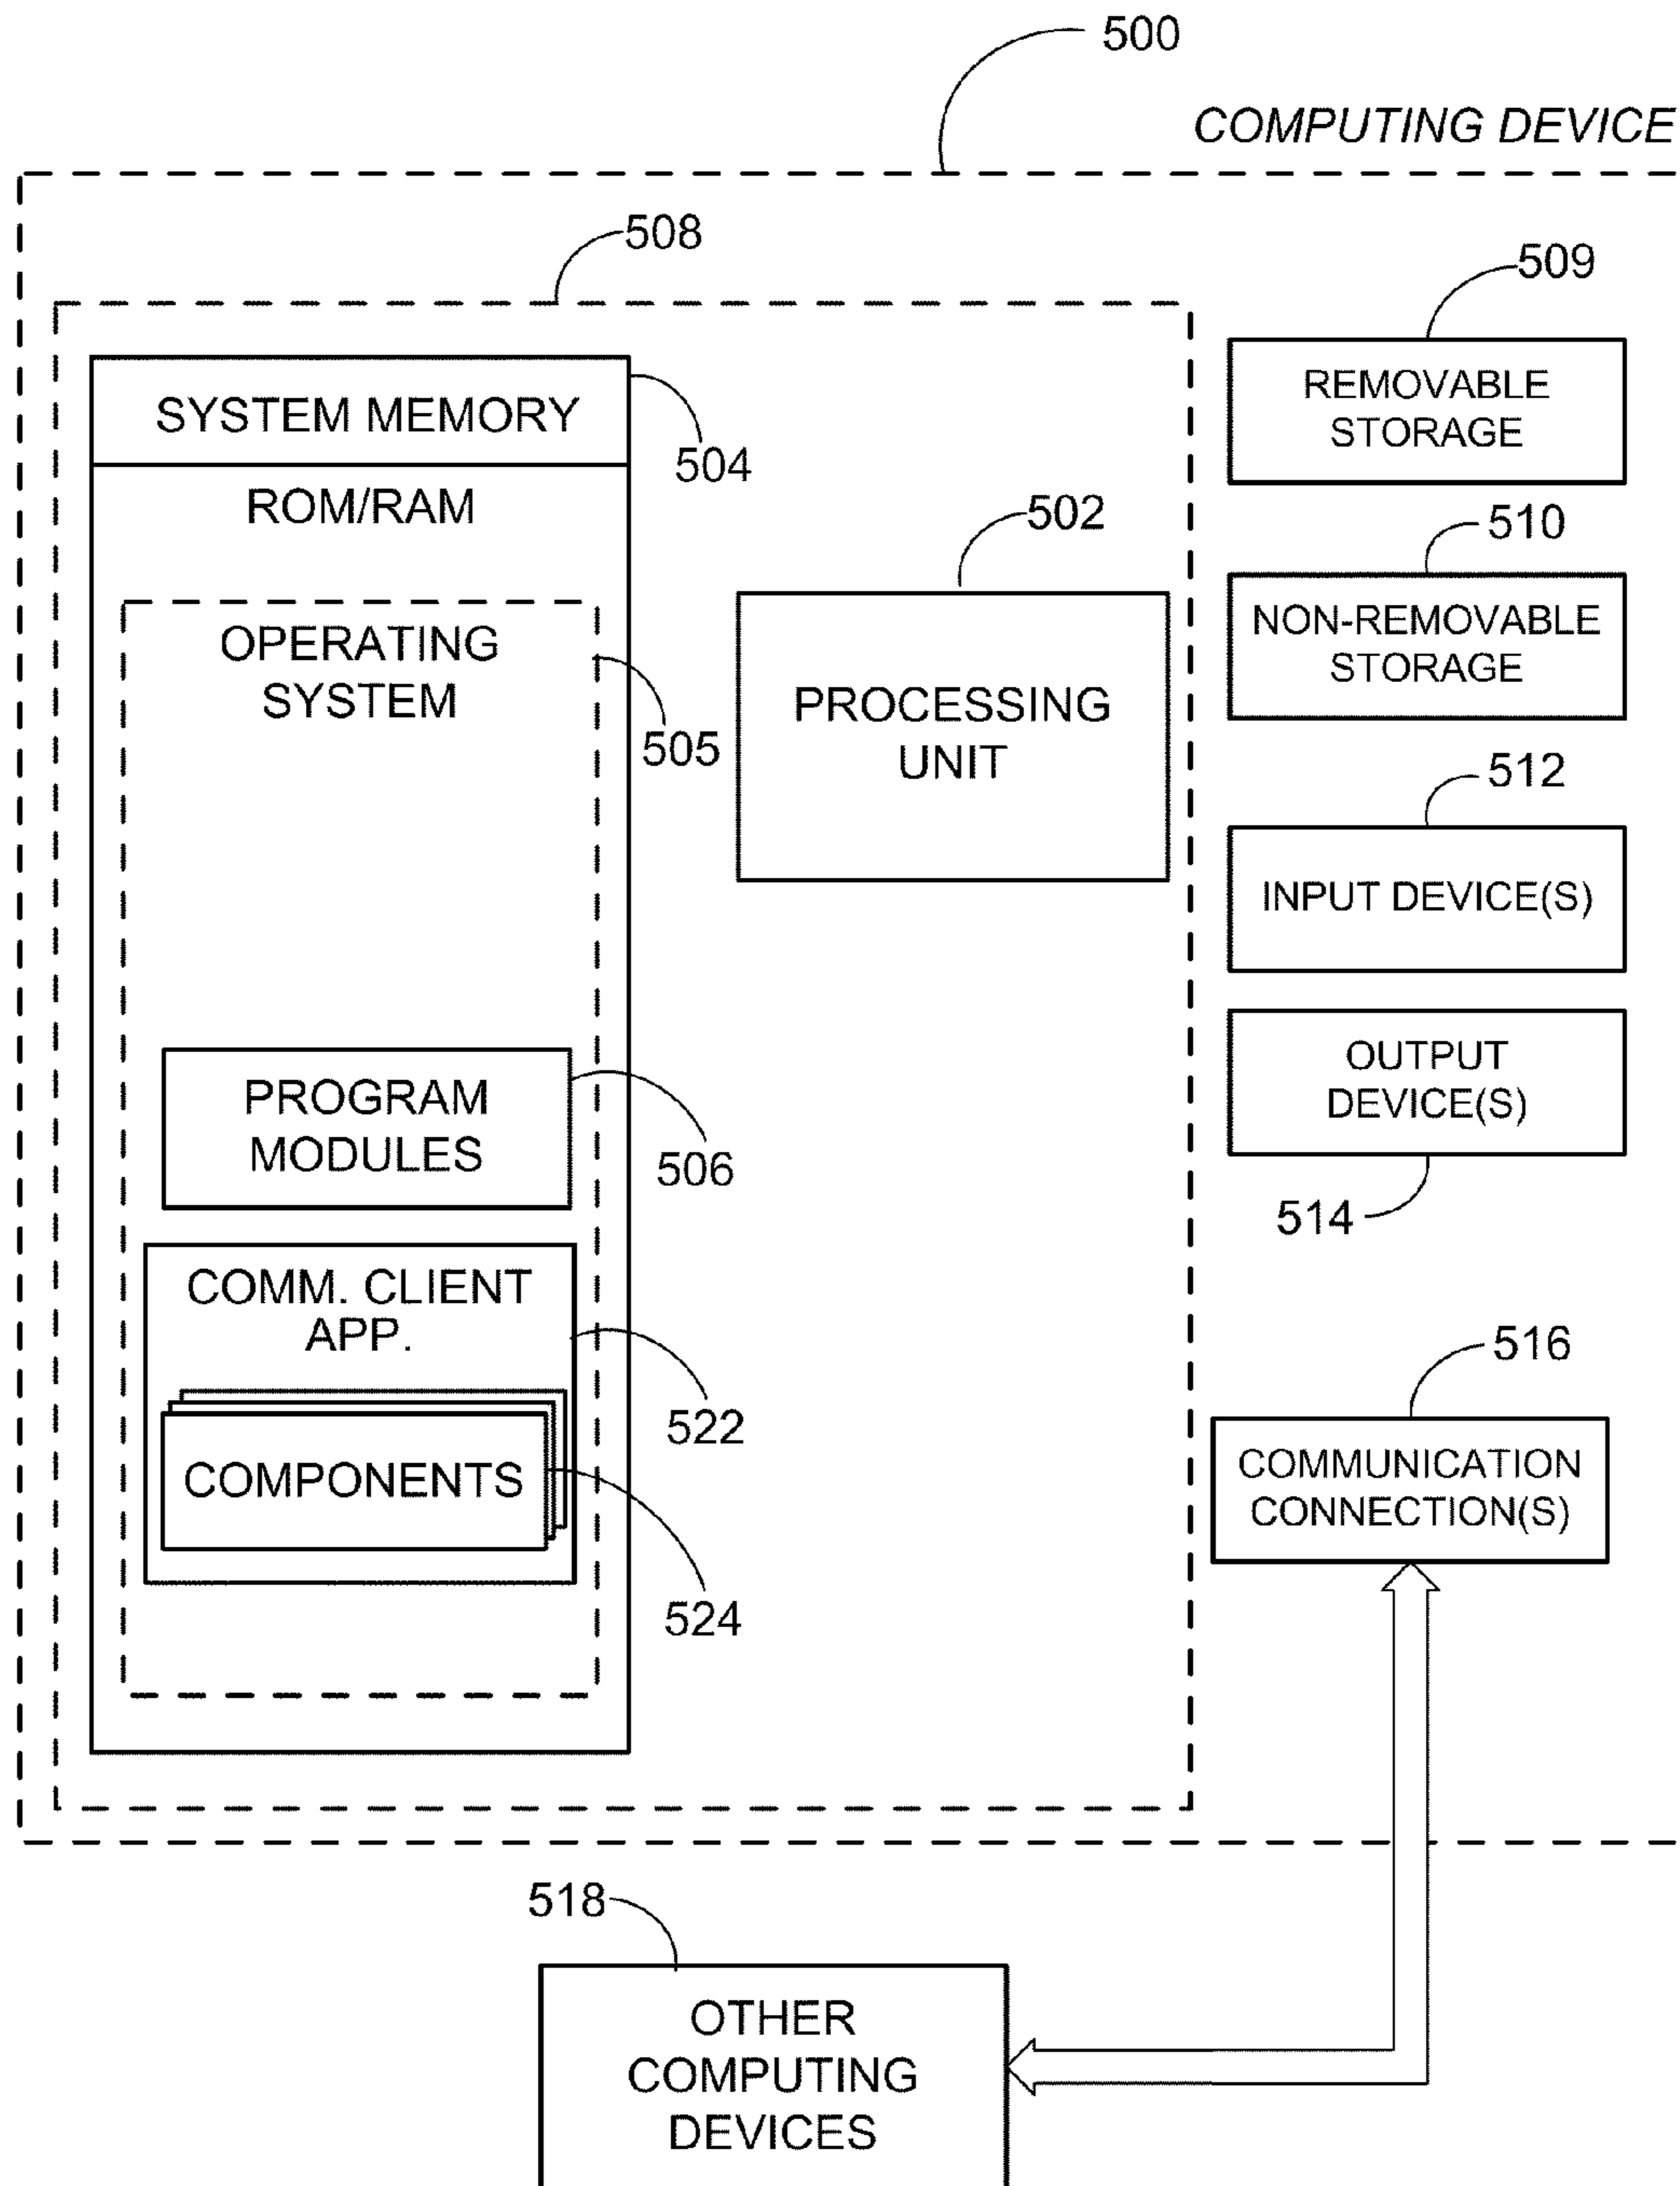 500
COMPUTING DEVICE
508
509
SYSTEM MEMORY
504
REMOVABLE
STORAGE
ROM/RAM
502
510
OPERATING
SYSTEM
505
PROCESSING
UNIT
NON-REMOVABLE
STORAGE
512
INPUT DEVICE(S)
OUTPUT
DEVICE(S)
514
PROGRAM
MODULES
506
COMM. CLIENT
APP.
522
516
COMPONENTS
524
COMMUNICATION
CONNECTION(S)
518
OTHER
COMPUTING
DEVICES